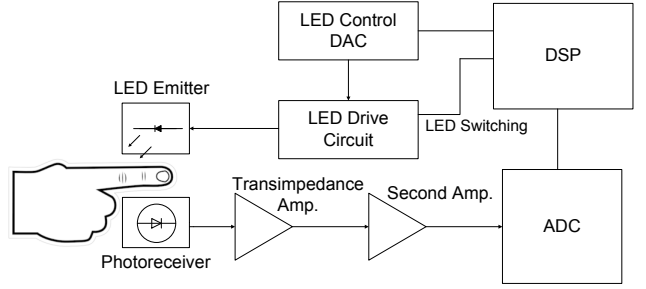 LED Control
DAC
DSP
LED Emitter
LED Drive
Circuit
LED Switching
Transimpedance
Amp.
Second Amp.
ADC
Photoreceiver